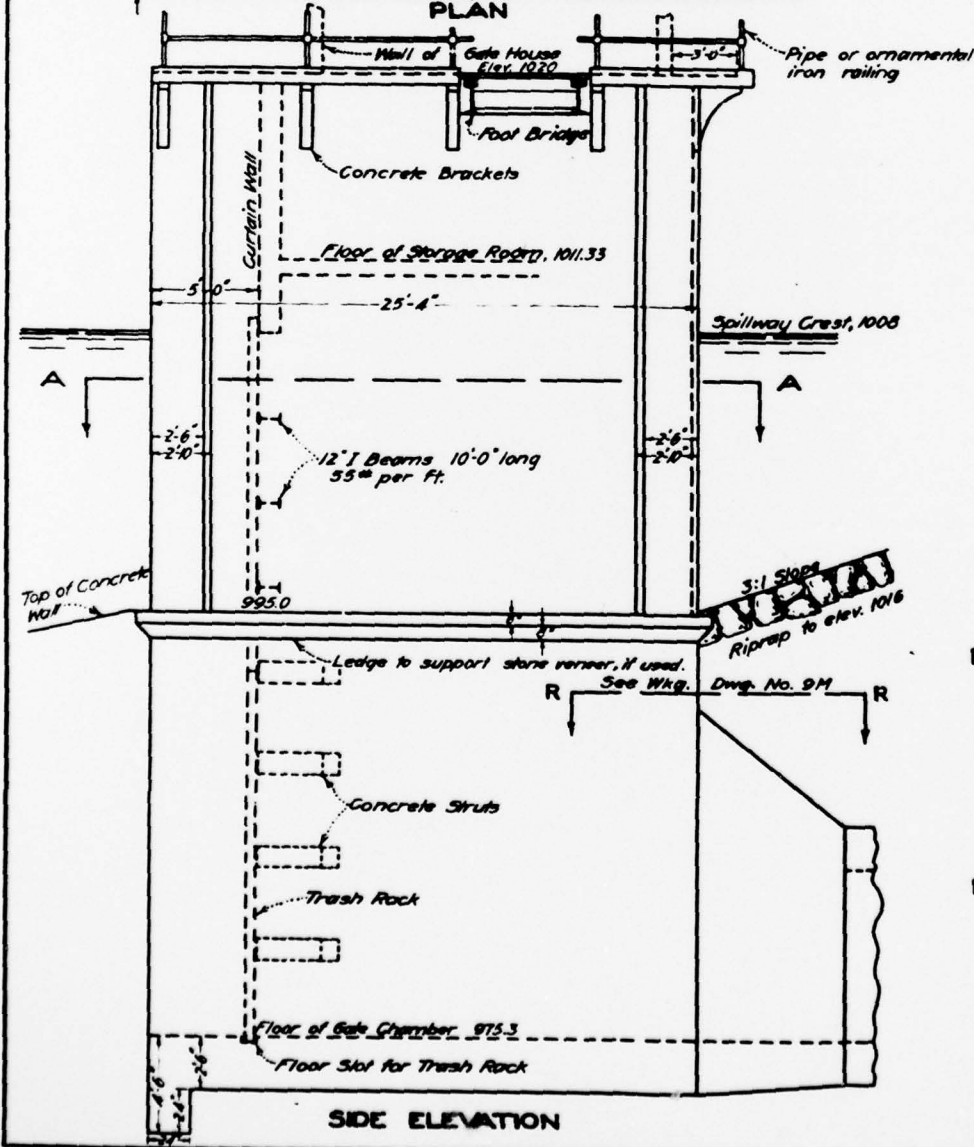 PLAN
Wall of Gate House
Elev. 1020
3'-0"
Pipe or ornamental
iron railing
Foot Bridge
Concrete Brackets
Curtain Wall
Floor of Storage Room, 1011.33
5'-0"
25'-4"
Spillway Crest, 1008
A
A
2'-6"
2'-10"
2'-6"
2'-10"
12" I Beams 10'-0" long
55# per ft.
Top of Concrete
Wall
995.0
3:1 Slope
Riprap to elev. 1016
8"
Ledge to support stone veneer, if used.
See Wkg. Dwg. No. 9M
R
R
Concrete Struts
Trash Rack
Floor of Gate Chamber 975.3
Floor Slot for Trash Rack
4'-6"
2'-6"
SIDE ELEVATION